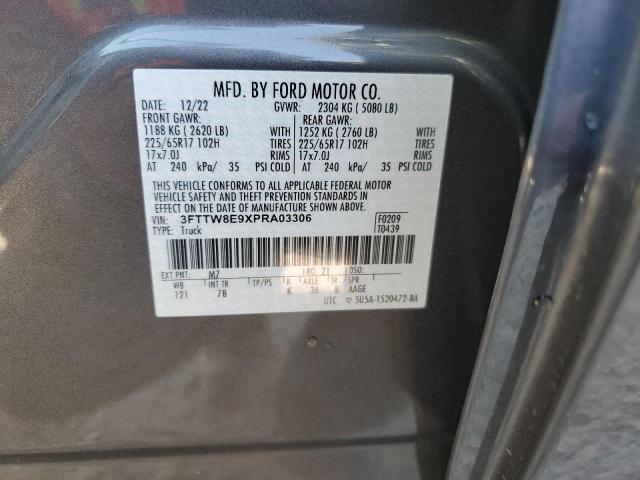 MFD. BY FORD MOTOR CO.
DATE: 12/22 GVWR: 2304 KG ( 5080 LB)
FRONT GAWR: REAR GAWR:
1188 KG ( 2620 LB) WITH 1252 KG ( 2760 LB) WITH
225/65R17 102H TIRES 225/65R17 102H TIRES
17x7.0J RIMS 17x7.0J RIMS
AT 240 kPa/ 35 PSI COLD AT 240 kPa/ 35 PSI COLD
THIS VEHICLE CONFORMS TO ALL APPLICABLE FEDERAL MOTOR
VEHICLE SAFETY AND THEFT PREVENTION STANDARDS IN
EFFECT ON THE DATE OF MANUFACTURE SHOWN ABOVE.
VIN: 3FTTW8E9XPRA03306 F0209
TYPE: Truck T0439
EXT PNT: M7 RC: 21 DSO:
WB INT TR TP/PS R AXLE TR SPR
121 7B K 36 8 AAGE
UTC 5U5A-1520472-BA